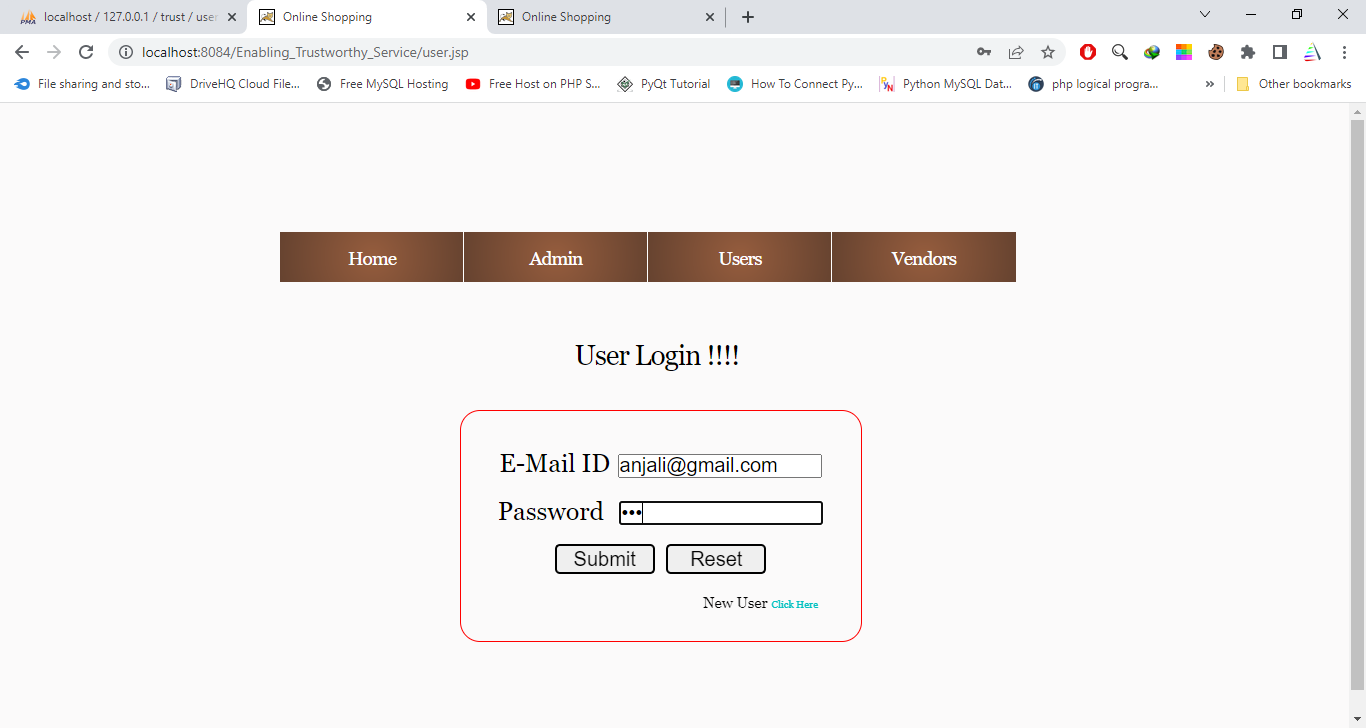 localhost / 127.0.0.1 / trust / user
Online Shopping
Online Shopping
localhost:8084/Enabling_Trustworthy_Service/user.jsp
File sharing and sto... DriveHQ Cloud File... Free MySQL Hosting Free Host on PHP S... PyQt Tutorial How To Connect Py... Python MySQL Dat... php logical progra... » Other bookmarks
Home Admin Users Vendors
User Login !!!!
E-Mail ID anjali@gmail.com
Password •••
Submit Reset
New User Click Here